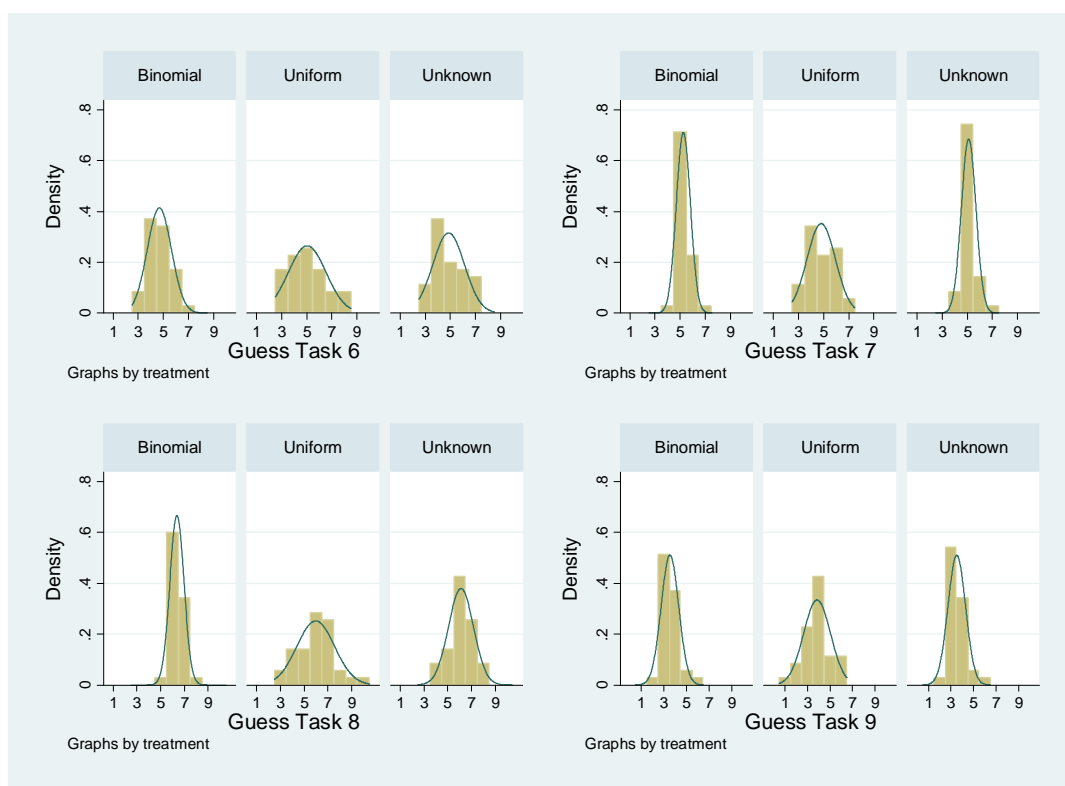 Binomial Uniform Unknown
.8
.6
.4
.2
0
Density
1 3 5 7 9 1 3 5 7 9 1 3 5 7 9
Guess Task 6
Graphs by treatment
Binomial Uniform Unknown
.8
.6
.4
.2
0
Density
1 3 5 7 9 1 3 5 7 9 1 3 5 7 9
Guess Task 7
Graphs by treatment
Binomial Uniform Unknown
.8
.6
.4
.2
0
Density
1 3 5 7 9 1 3 5 7 9 1 3 5 7 9
Guess Task 8
Graphs by treatment
Binomial Uniform Unknown
.8
.6
.4
.2
0
Density
1 3 5 7 9 1 3 5 7 9 1 3 5 7 9
Guess Task 9
Graphs by treatment